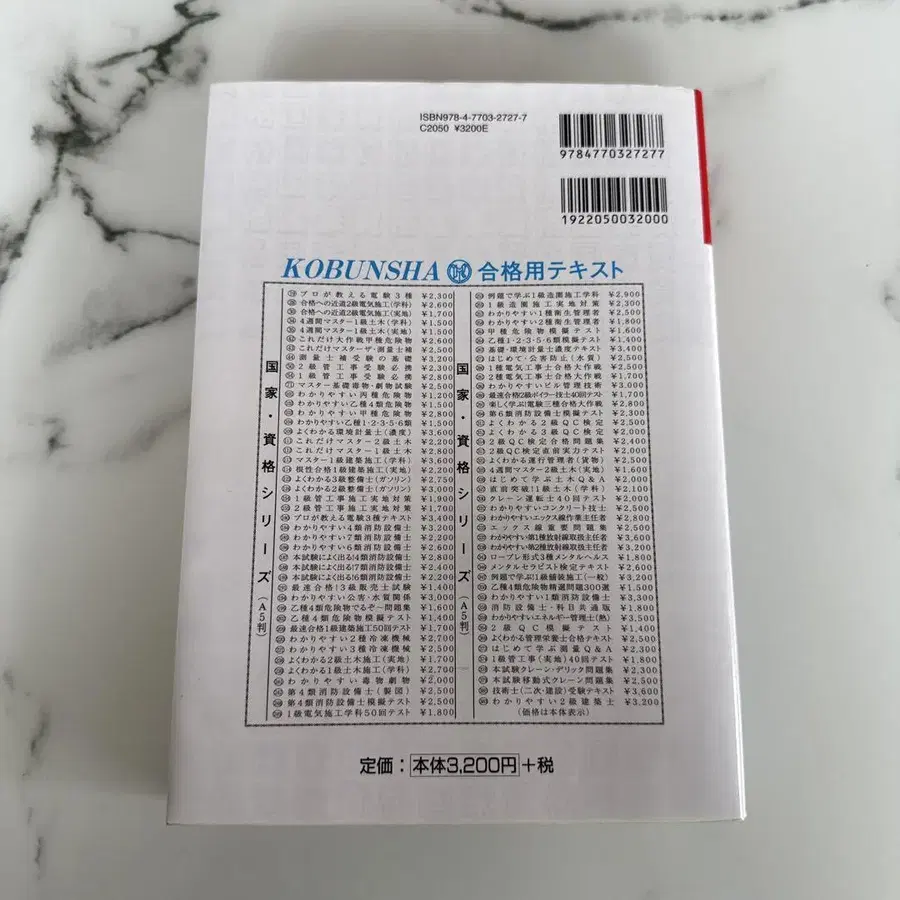 ISBN978-4-7703-2727-7
C2050 ¥3200E
9784770327277
1922050032000
KOBUNSHA 合格用テキスト
国家・資格シリーズ(A5判)
プロが教える電験3種 ¥2,300
合格への近道2級電気施工(学科) ¥2,600
合格への近道2級電気施工(実地) ¥1,700
4週間マスター1級土木(学科) ¥1,500
4週間マスター1級土木(実地) ¥1,500
これだけ大作戦甲種危険物 ¥2,600
これだけマスターザ・測量士補 ¥2,500
測量士補受験の基礎 ¥3,200
2級管工事受験必携 ¥2,300
1級管工事受験必携 ¥2,800
マスター基礎毒物・劇物試験
わかりやすい丙種危険物 ¥1,200
わかりやすい乙種4類危険物 ¥1,500
わかりやすい甲種危険物 ¥2,800
わかりやすい乙種1・2・3・5・6類 ¥1,500
よくわかる環境計量士(濃度) ¥3,600
これだけマスター2級土木 ¥2,200
これだけマスター1級土木 ¥2,800
マスター1級建築施工(学科) ¥3,600
根性合格1級建築施工(実地) ¥2,200
よくわかる3級整備士(ガソリン) ¥2,750
よくわかる2級整備士(ガソリン) ¥3,000
1級管工事施工実地対策 ¥1,900
2級管工事施工実地対策 ¥1,700
プロが教える電験3種テキスト ¥3,400
わかりやすい4類消防設備士 ¥3,200
わかりやすい7類消防設備士 ¥2,200
わかりやすい6類消防設備士 ¥2,600
本試験によく出る!4類消防設備士 ¥2,800
本試験によく出る!7類消防設備士 ¥2,400
本試験によく出る!6類消防設備士 ¥2,200
最速合格!3級販売士試験 ¥1,400
わかりやすい公害・水質関係 ¥3,000
乙種4類危険物でるぞ〜問題集 ¥1,600
乙種4類危険物模擬テスト ¥1,400
最速合格1級建築施工50回テスト ¥1,700
わかりやすい2種冷凍機械 ¥2,700
わかりやすい3種冷凍機械 ¥2,500
よくわかる2級土木施工(実地) ¥1,700
よくわかる1級土木施工(学科) ¥2,700
わかりやすい毒物劇物 ¥2,000
第4類消防設備士(製図) ¥2,500
第4類消防設備士模擬テスト ¥2,500
1級電気施工学科50回テスト ¥1,800
国家・資格シリーズ(A5判)
例題で学ぶ1級造園施工学科 ¥2,900
1級造園施工実地対策 ¥2,300
わかりやすい1種衛生管理者 ¥2,500
わかりやすい2種衛生管理者 ¥1,800
甲種危険物模擬テスト ¥1,600
乙種1・2・3・5・6類模擬テスト ¥1,400
基礎・環境計量士濃度テキスト ¥3,400
はじめて・公害防止(水質) ¥2,500
1種電気工事士合格大作戦 ¥2,500
2種電気工事士合格大作戦 ¥1,700
わかりやすいビル管理技術 ¥3,000
最速合格2級ボイラー技士40回テスト ¥1,700
楽しく学ぶ!電験三種合格大作戦 ¥2,800
第6類消防設備士模擬テスト ¥2,300
よくわかる2級QC検定 ¥2,500
よくわかる3級QC検定 ¥2,000
2級QC検定合格問題集 ¥2,400
2級QC検定直前実力テスト ¥2,000
よくわかる運行管理者(貨物) ¥2,500
4週間マスター2級土木(実地) ¥1,600
はじめて学ぶ土木Q&A ¥2,000
直前突破!1級土木(学科) ¥2,100
クレーン運転士40回テスト ¥2,000
わかりやすいコンクリート技士 ¥2,500
わかりやすいエックス線作業主任者 ¥2,800
エックス線重要問題集 ¥2,500
わかりやすい第1種放射線取扱主任者 ¥3,600
わかりやすい第2種放射線取扱主任者 ¥3,200
ロープレ形式3種メンタルヘルス ¥1,800
メンタルセラピスト検定テキスト ¥2,600
例題で学ぶ!1級舗装施工(一般) ¥3,200
乙種4類危険物精選問題300選 ¥1,500
わかりやすい1類消防設備士 ¥3,300
消防設備士・科目共通版 ¥1,800
わかりやすいエネルギー管理士(熱) ¥3,500
2級QC模擬テスト ¥1,600
よくわかる管理栄養士合格テキスト ¥2,500
はじめて学ぶ測量Q&A ¥2,300
1級管工事(実地)40回テスト ¥1,800
本試験クレーン・デリック問題集 ¥2,300
本試験移動式クレーン問題集 ¥2,500
技術士(二次・建設)受験テキスト ¥3,600
わかりやすい2級建築士 ¥3,200
(価格は本体表示)
定価:本体3,200円+税